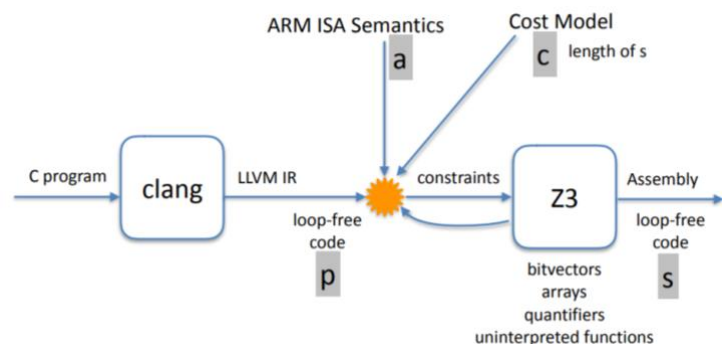 ARM ISA Semantics
a
Cost Model
c
length of s
C program
clang
LLVM IR
loop-free
code
p
constraints
Z3
bitvectors
arrays
quantifiers
uninterpreted functions
Assembly
loop-free
code
s